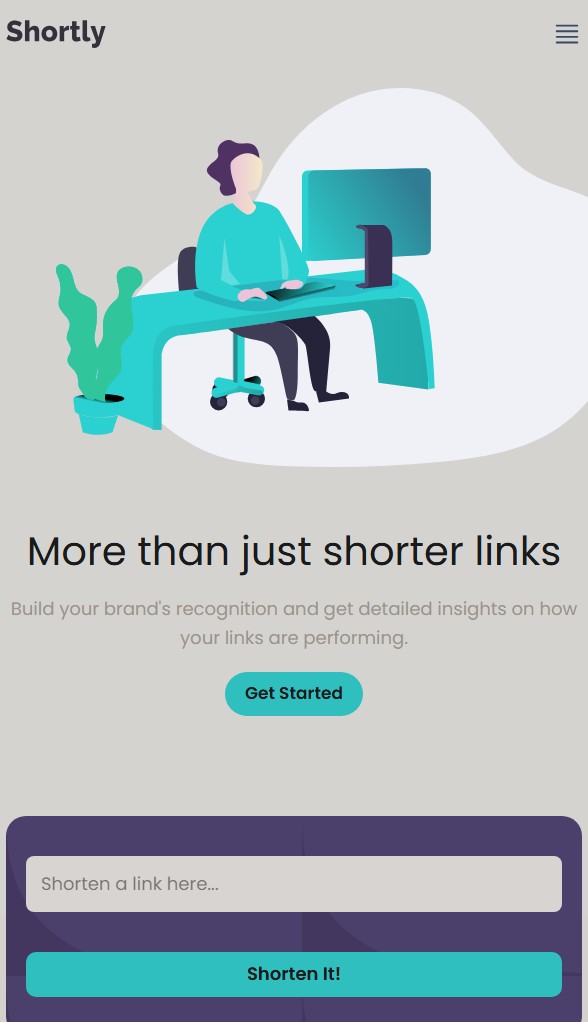 Shortly
More than just shorter links
Build your brand's recognition and get detailed insights on how
your links are performing.
Get Started
Shorten a link here...
Shorten It!